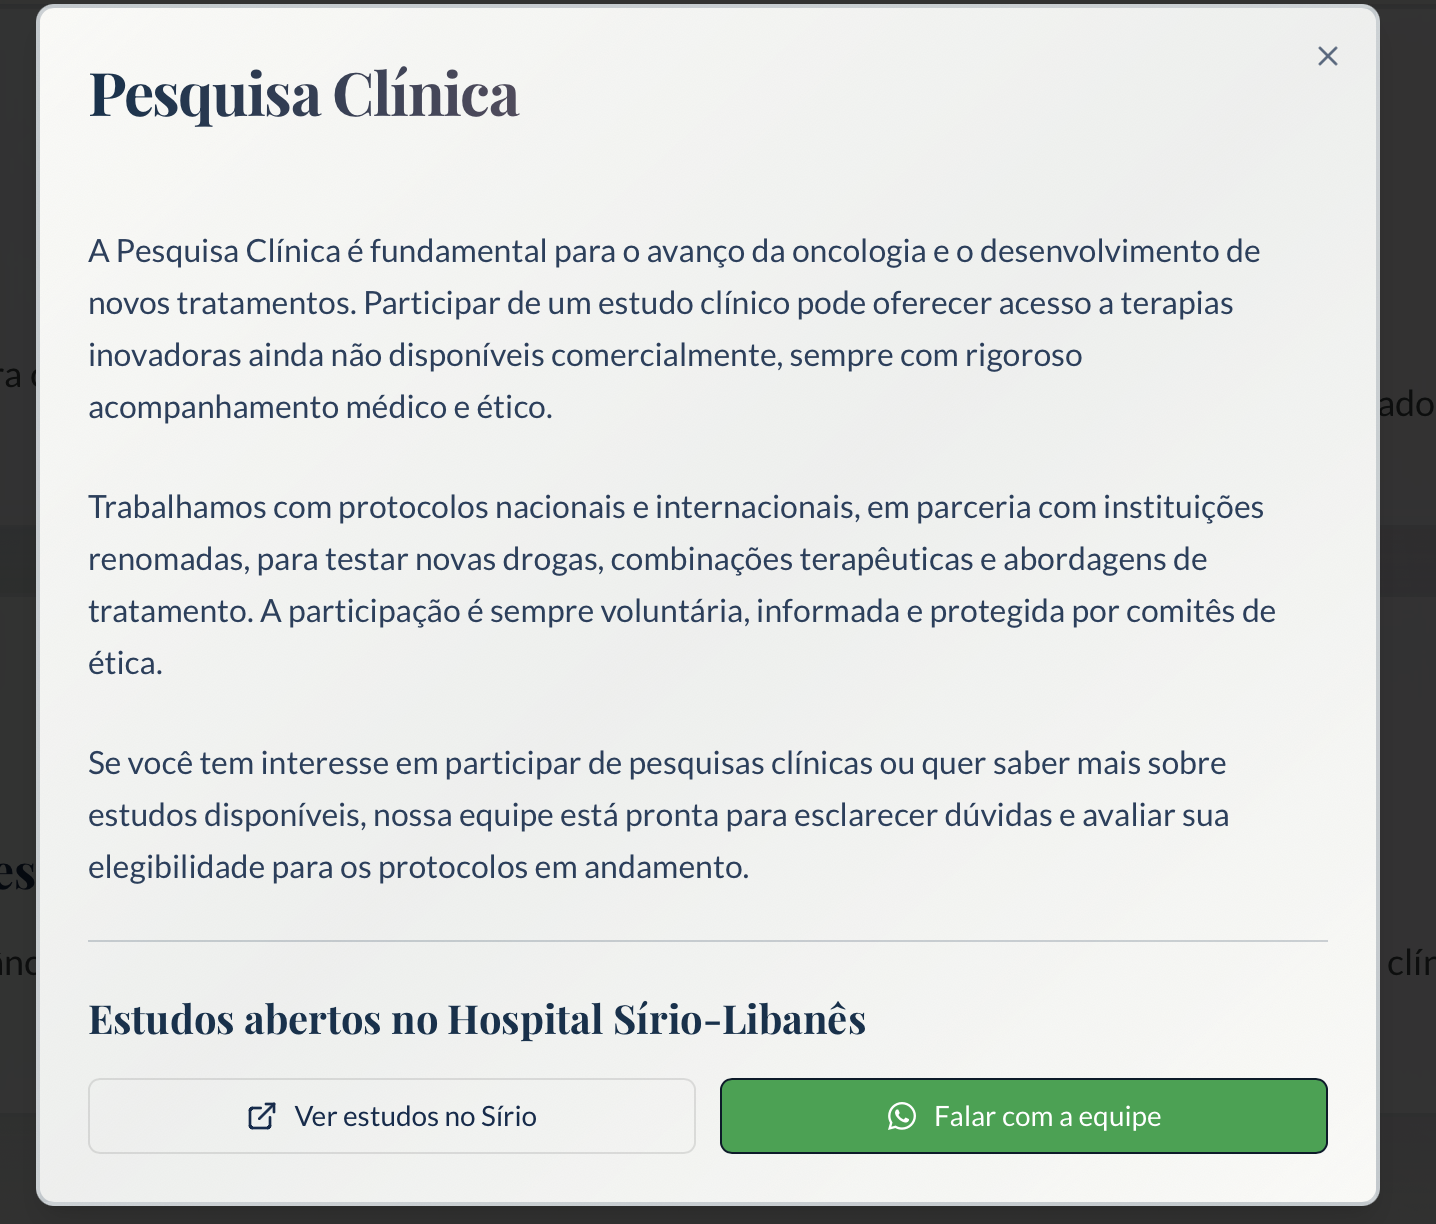 Pesquisa Clínica
A Pesquisa Clínica é fundamental para o avanço da oncologia e o desenvolvimento de
novos tratamentos. Participar de um estudo clínico pode oferecer acesso a terapias
inovadoras ainda não disponíveis comercialmente, sempre com rigoroso
acompanhamento médico e ético.
Trabalhamos com protocolos nacionais e internacionais, em parceria com instituições
renomadas, para testar novas drogas, combinações terapêuticas e abordagens de
tratamento. A participação é sempre voluntária, informada e protegida por comitês de
ética.
Se você tem interesse em participar de pesquisas clínicas ou quer saber mais sobre
estudos disponíveis, nossa equipe está pronta para esclarecer dúvidas e avaliar sua
elegibilidade para os protocolos em andamento.
Estudos abertos no Hospital Sírio-Libanês
Ver estudos no Sírio
Falar com a equipe